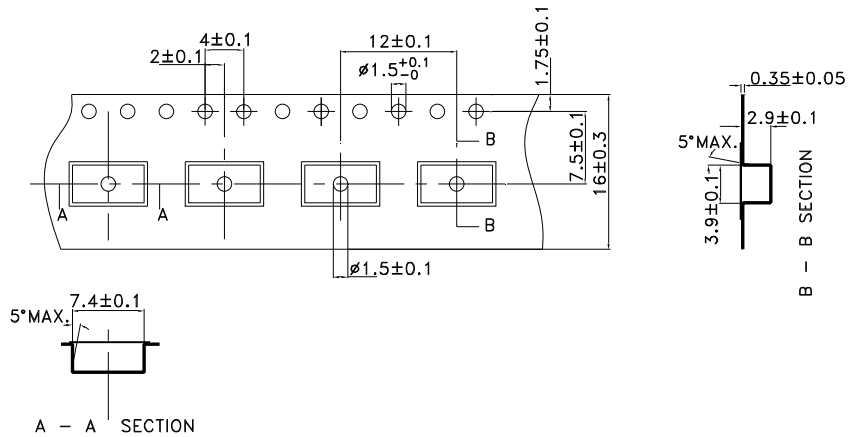 4±0.1
2±0.1
12±0.1
ø1.5+0.1
-0
1.75±0.1
7.5±0.1
16±0.3
B
B
A
A
ø1.5±0.1
0.35±0.05
2.9±0.1
5°MAX.
3.9±0.1
B – B SECTION
7.4±0.1
5°MAX.
A – A SECTION